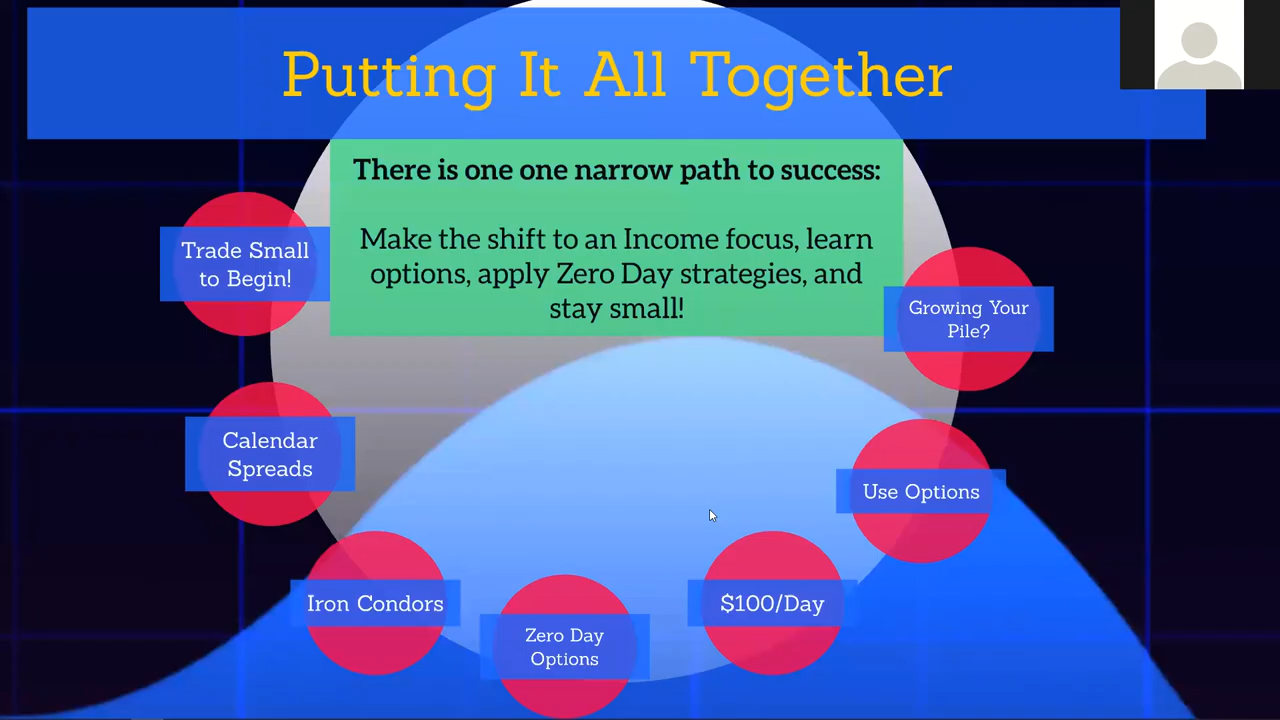 Putting It All Together
There is one one narrow path to success:
Make the shift to an Income focus, learn
options, apply Zero Day strategies, and
stay small!
Trade Small
to Begin!
Calendar
Spreads
Iron Condors
Zero Day
Options
$100/Day
Use Options
Growing Your
Pile?